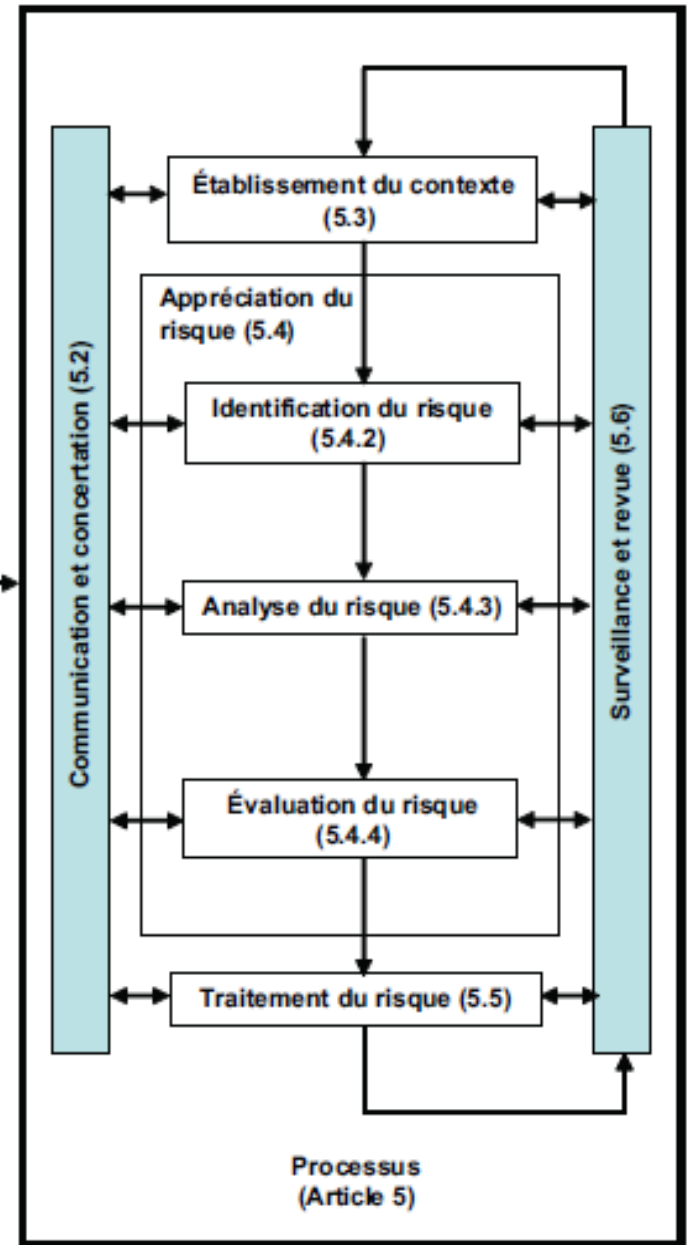 Établissement du contexte
(5.3)
Appréciation du
risque (5.4)
Identification du risque
(5.4.2)
Analyse du risque (5.4.3)
Évaluation du risque
(5.4.4)
Traitement du risque (5.5)
Communication et concertation (5.2)
Surveillance et revue (5.6)
Processus
(Article 5)